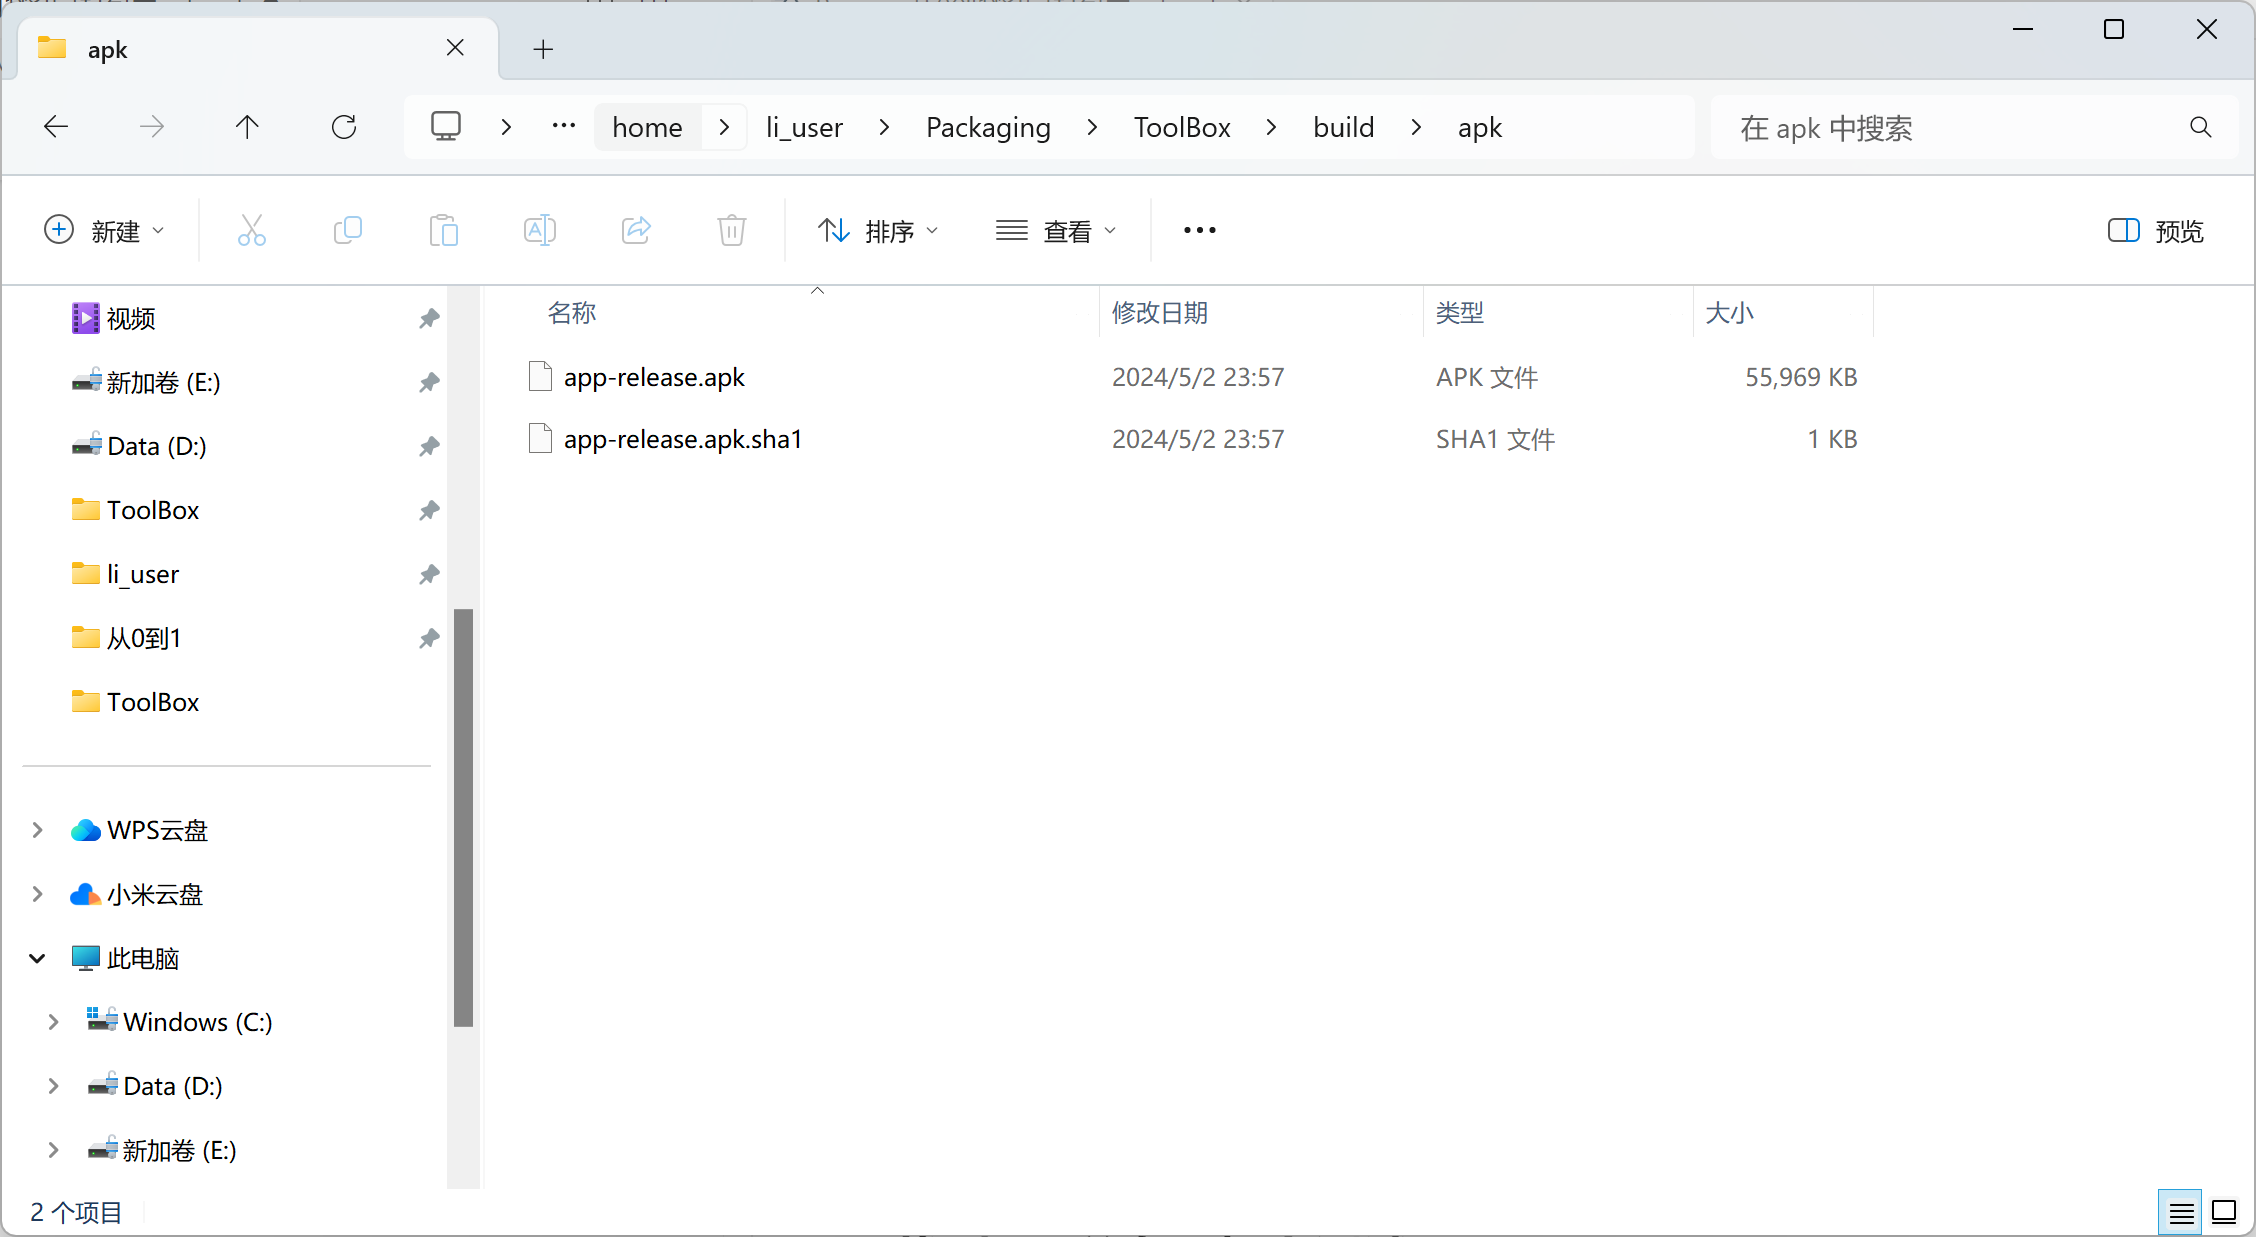 apk
home li_user Packaging ToolBox build apk
在 apk 中搜索
新建 排序 查看 预览
名称 修改日期 类型 大小
app-release.apk 2024/5/2 23:57 APK 文件 55,969 KB
app-release.apk.sha1 2024/5/2 23:57 SHA1 文件 1 KB
视频
新加卷 (E:)
Data (D:)
ToolBox
li_user
从0到1
ToolBox
WPS云盘
小米云盘
此电脑
Windows (C:)
Data (D:)
新加卷 (E:)
2 个项目